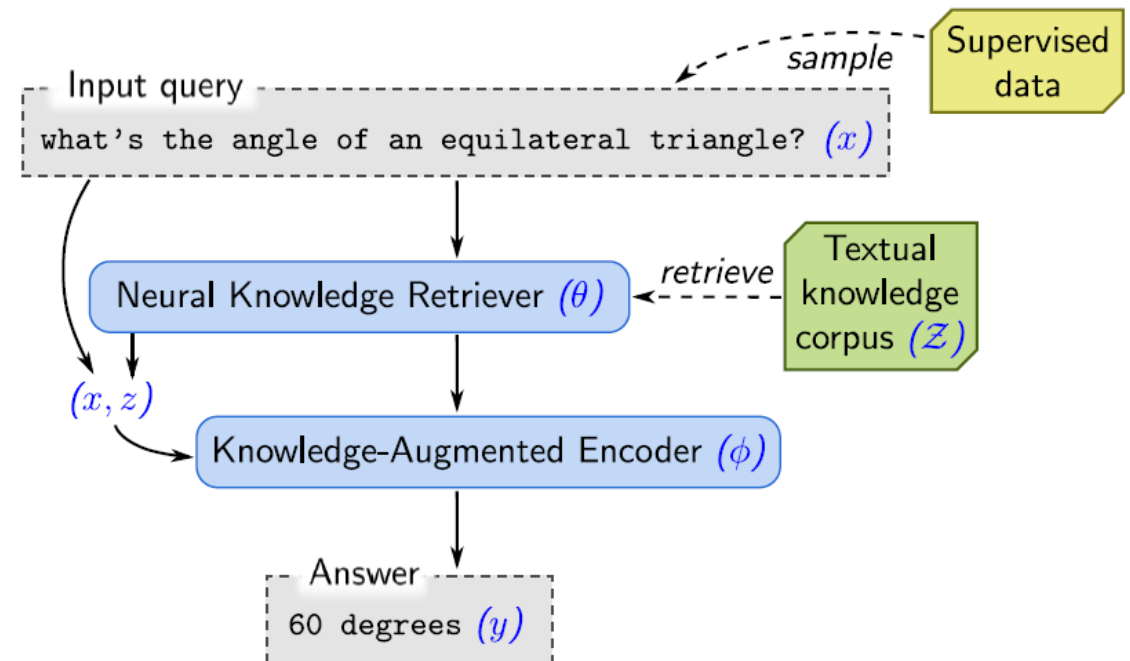 sample
Supervised
data
Input query
what's the angle of an equilateral triangle? (x)
Neural Knowledge Retriever (θ)
retrieve
Textual
knowledge
corpus (𝒵)
(x, z)
Knowledge-Augmented Encoder (ϕ)
Answer
60 degrees (y)